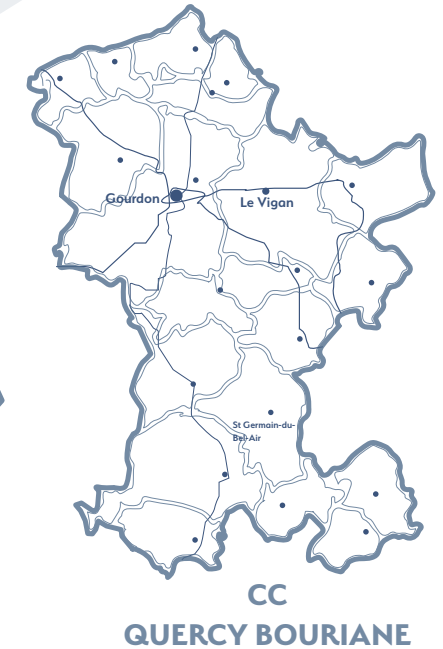 Gourdon
Le Vigan
St Germain-du-
Bel-Air
CC
QUERCY BOURIANE